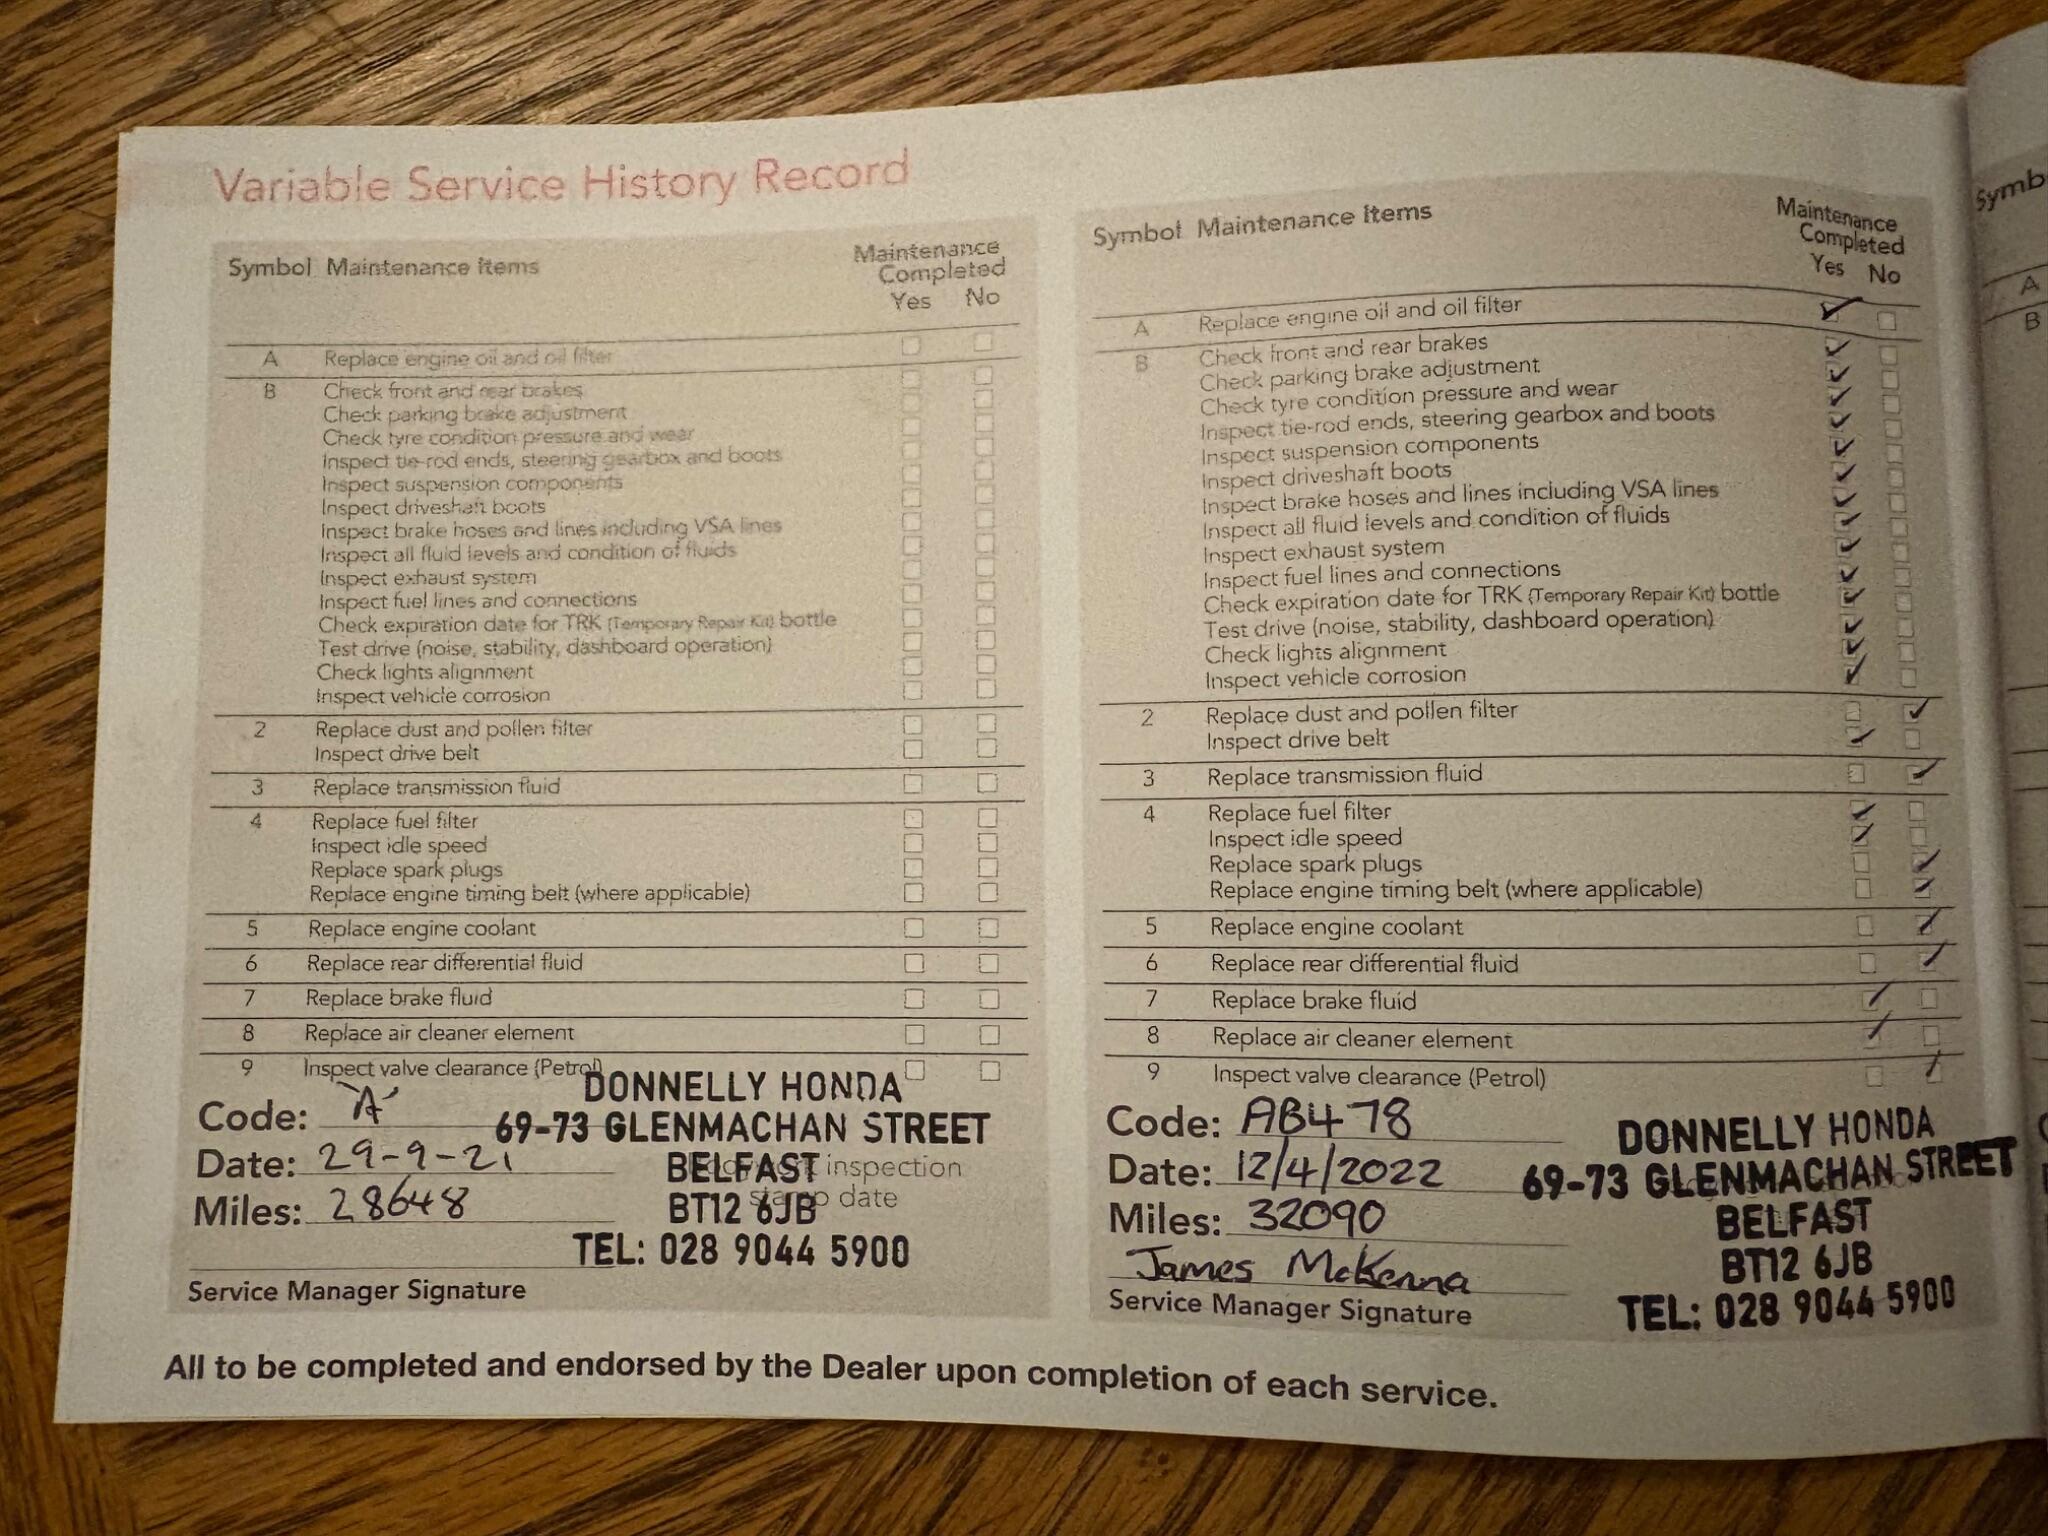 Variable Service History Record
Symbol Maintenance Items Maintenance Completed Yes No
A Replace engine oil and oil filter
B Check front and rear brakes
Check parking brake adjustment
Check tyre condition pressure and wear
Inspect tie-rod ends, steering gearbox and boots
Inspect suspension components
Inspect driveshaft boots
Inspect brake hoses and lines including VSA lines
Inspect all fluid levels and condition of fluids
Inspect exhaust system
Inspect fuel lines and connections
Check expiration date for TRK (Temporary Repair Kit) bottle
Test drive (noise, stability, dashboard operation)
Check lights alignment
Inspect vehicle corrosion
2 Replace dust and pollen filter
Inspect drive belt
3 Replace transmission fluid
4 Replace fuel filter
Inspect idle speed
Replace spark plugs
Replace engine timing belt (where applicable)
5 Replace engine coolant
6 Replace rear differential fluid
7 Replace brake fluid
8 Replace air cleaner element
9 Inspect valve clearance (Petrol)
Code: 'A'
Date: 29-9-21
Miles: 28648
Service Manager Signature
DONNELLY HONDA
69-73 GLENMACHAN STREET
BELFAST
inspection
BT12 6JB
date
TEL: 028 9044 5900
Symbol Maintenance Items Maintenance Completed Yes No
A Replace engine oil and oil filter
B Check front and rear brakes
Check parking brake adjustment
Check tyre condition pressure and wear
Inspect tie-rod ends, steering gearbox and boots
Inspect suspension components
Inspect driveshaft boots
Inspect brake hoses and lines including VSA lines
Inspect all fluid levels and condition of fluids
Inspect exhaust system
Inspect fuel lines and connections
Check expiration date for TRK (Temporary Repair Kit) bottle
Test drive (noise, stability, dashboard operation)
Check lights alignment
Inspect vehicle corrosion
2 Replace dust and pollen filter
Inspect drive belt
3 Replace transmission fluid
4 Replace fuel filter
Inspect idle speed
Replace spark plugs
Replace engine timing belt (where applicable)
5 Replace engine coolant
6 Replace rear differential fluid
7 Replace brake fluid
8 Replace air cleaner element
9 Inspect valve clearance (Petrol)
Code: AB478
Date: 12/4/2022
Miles: 32090
James McKenna
Service Manager Signature
DONNELLY HONDA
69-73 GLENMACHAN STREET
BELFAST
BT12 6JB
TEL: 028 9044 5900
All to be completed and endorsed by the Dealer upon completion of each service.
Symb
A
B